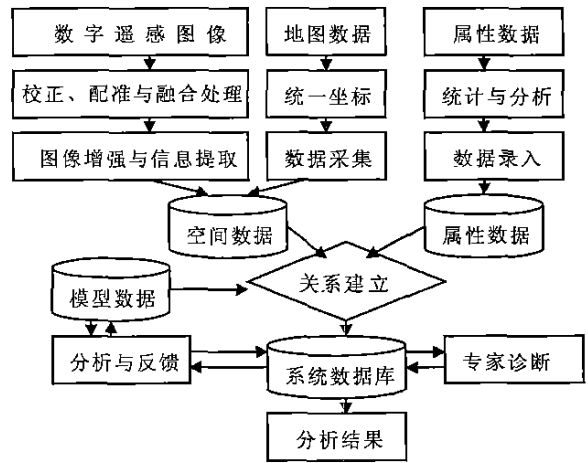 数字遥感图像
地图数据
属性数据
校正、配准与融合处理
统一坐标
统计与分析
图像增强与信息提取
数据采集
数据录入
空间数据
属性数据
模型数据
关系建立
分析与反馈
系统数据库
专家诊断
分析结果